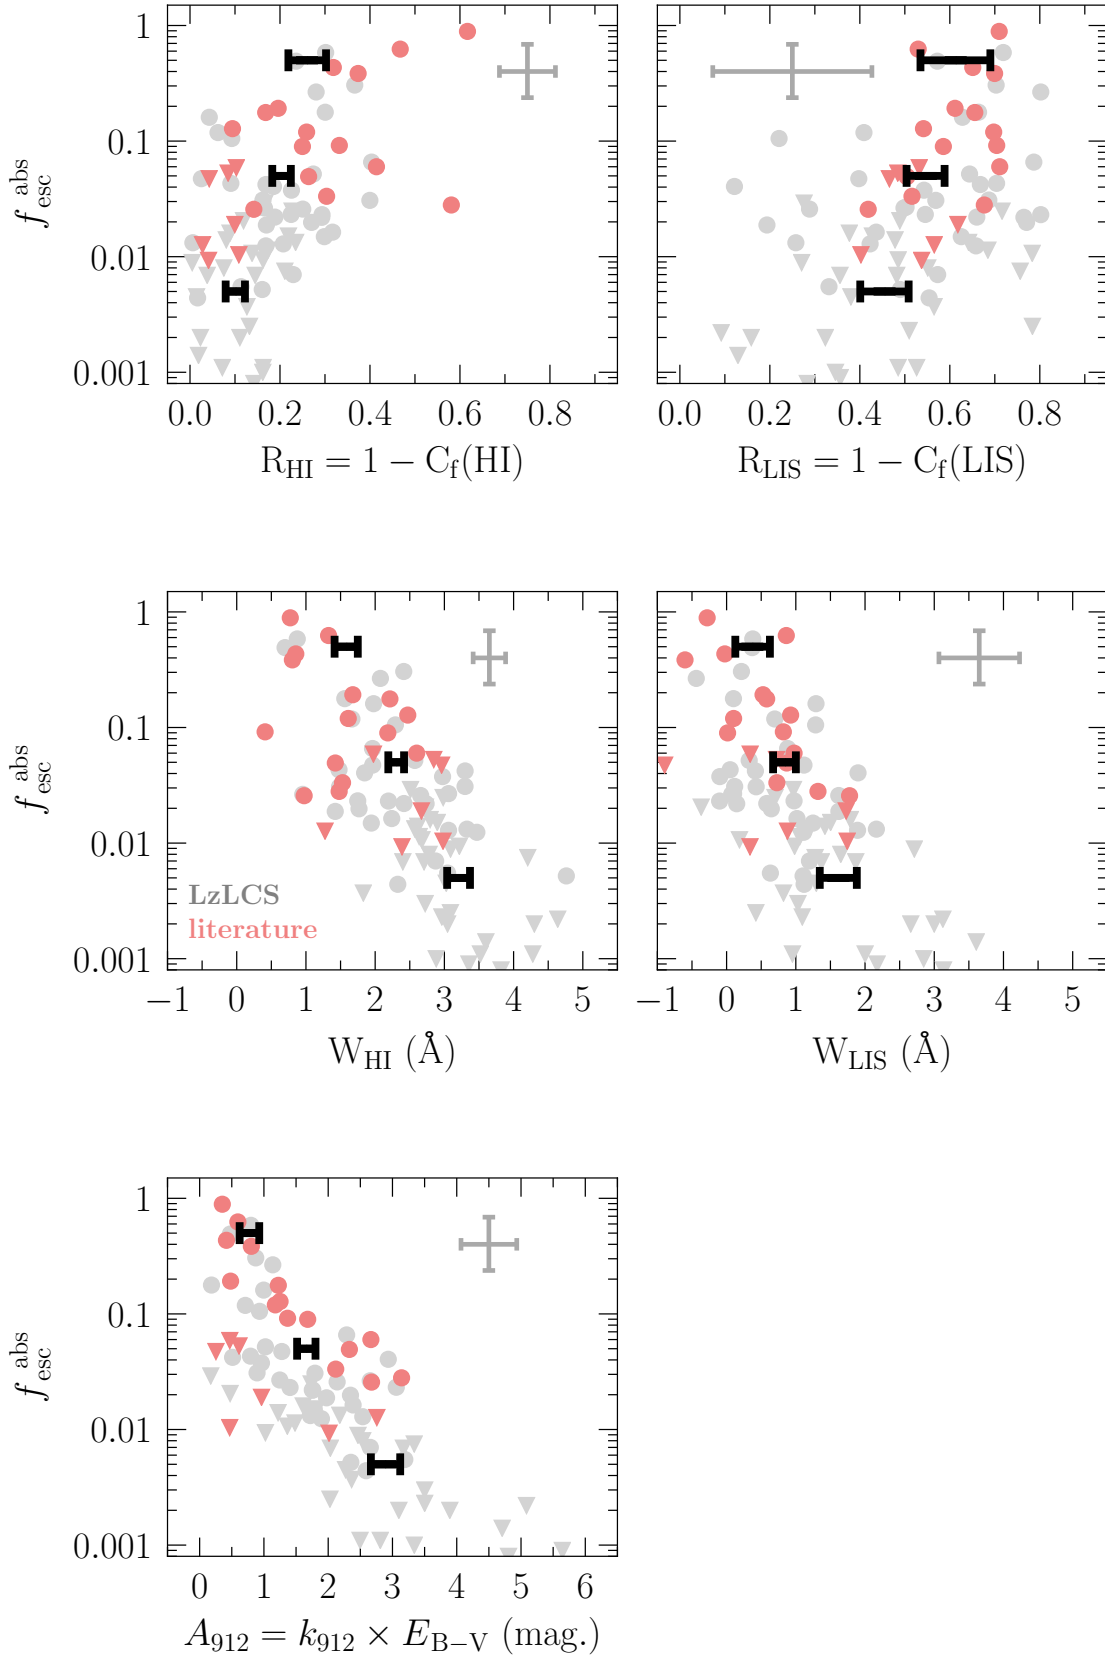 1
0.1
0.01
0.001
f_esc^abs
0.0 0.2 0.4 0.6 0.8
R_HI = 1 − C_f(HI)
0.0 0.2 0.4 0.6 0.8
R_LIS = 1 − C_f(LIS)
1
0.1
0.01
0.001
f_esc^abs
LzLCS
literature
−1 0 1 2 3 4 5
W_HI (Å)
−1 0 1 2 3 4 5
W_LIS (Å)
1
0.1
0.01
0.001
f_esc^abs
0 1 2 3 4 5 6
A_912 = k_912 × E_B−V (mag.)